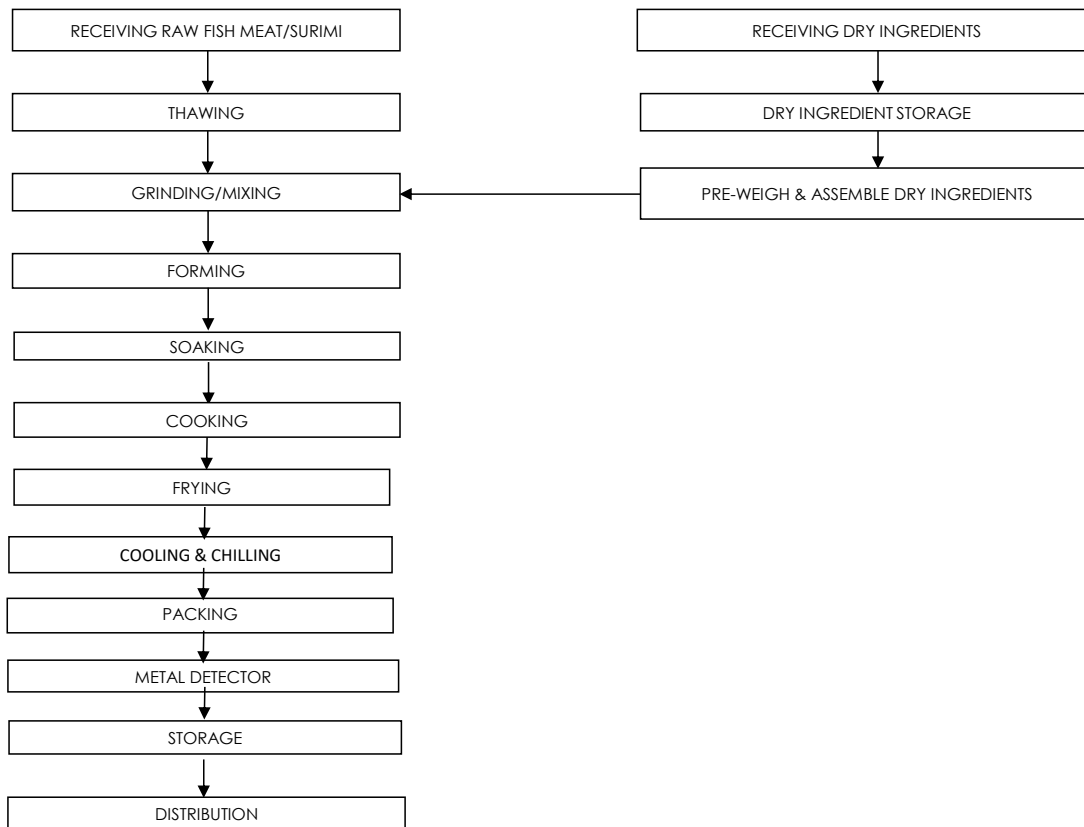 RECEIVING RAW FISH MEAT/SURIMI
RECEIVING DRY INGREDIENTS
THAWING
DRY INGREDIENT STORAGE
GRINDING/MIXING
PRE-WEIGH & ASSEMBLE DRY INGREDIENTS
FORMING
SOAKING
COOKING
FRYING
COOLING & CHILLING
PACKING
METAL DETECTOR
STORAGE
DISTRIBUTION